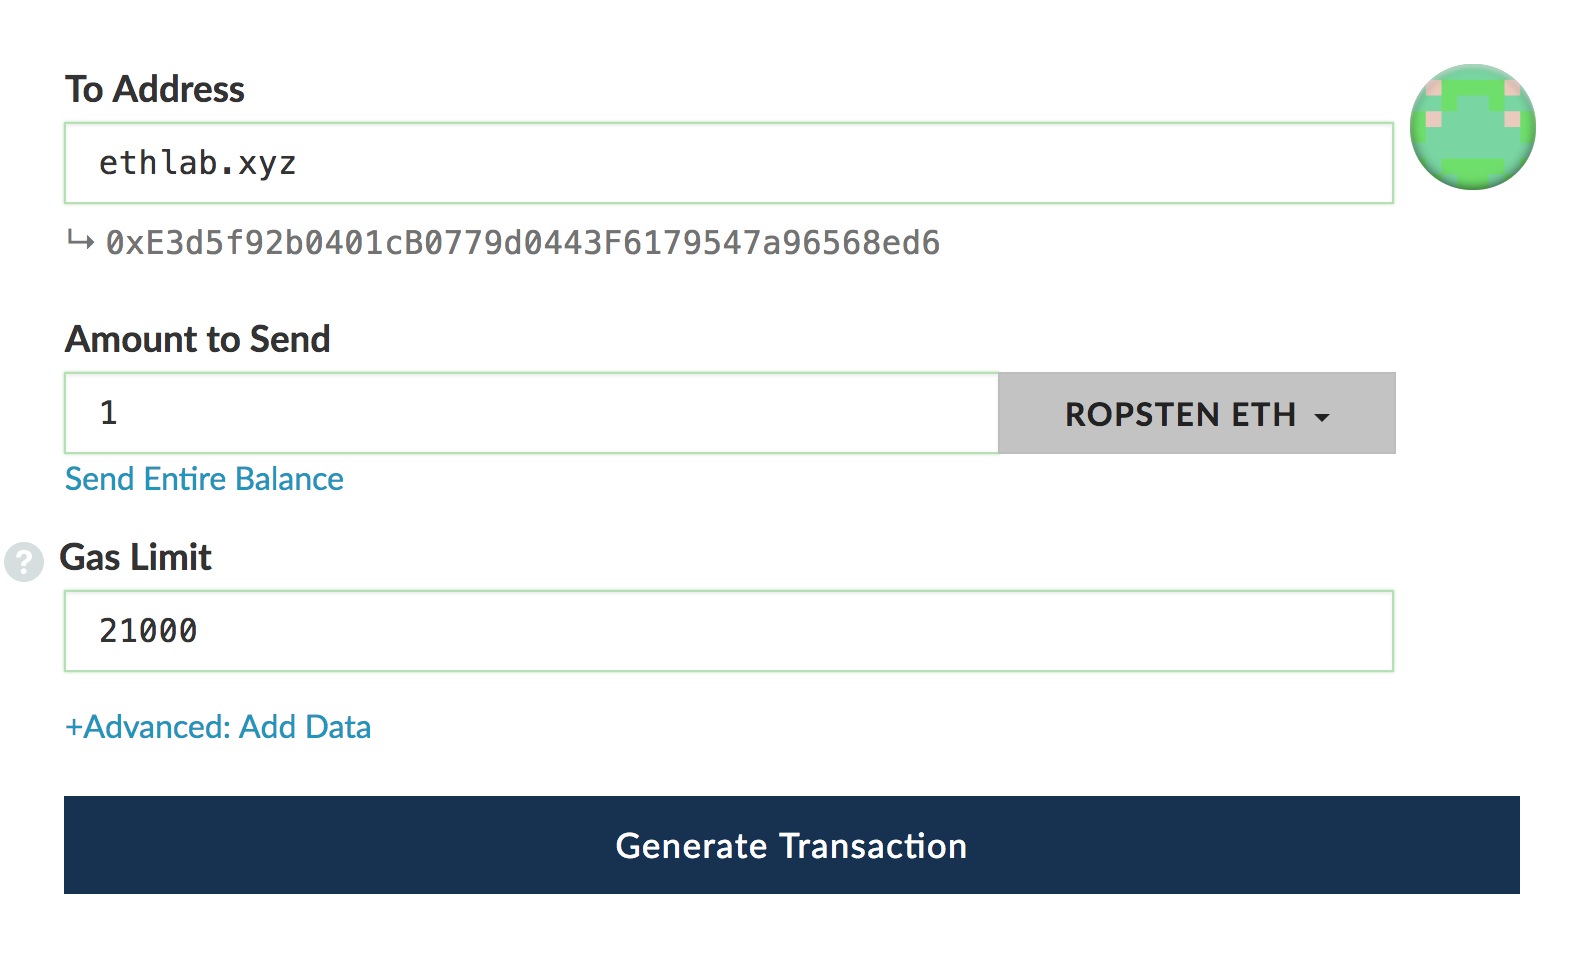 To Address
ethlab.xyz
↳ 0xE3d5f92b0401cB0779d0443F6179547a96568ed6
Amount to Send
1
ROPSTEN ETH
Send Entire Balance
? Gas Limit
21000
+Advanced: Add Data
Generate Transaction